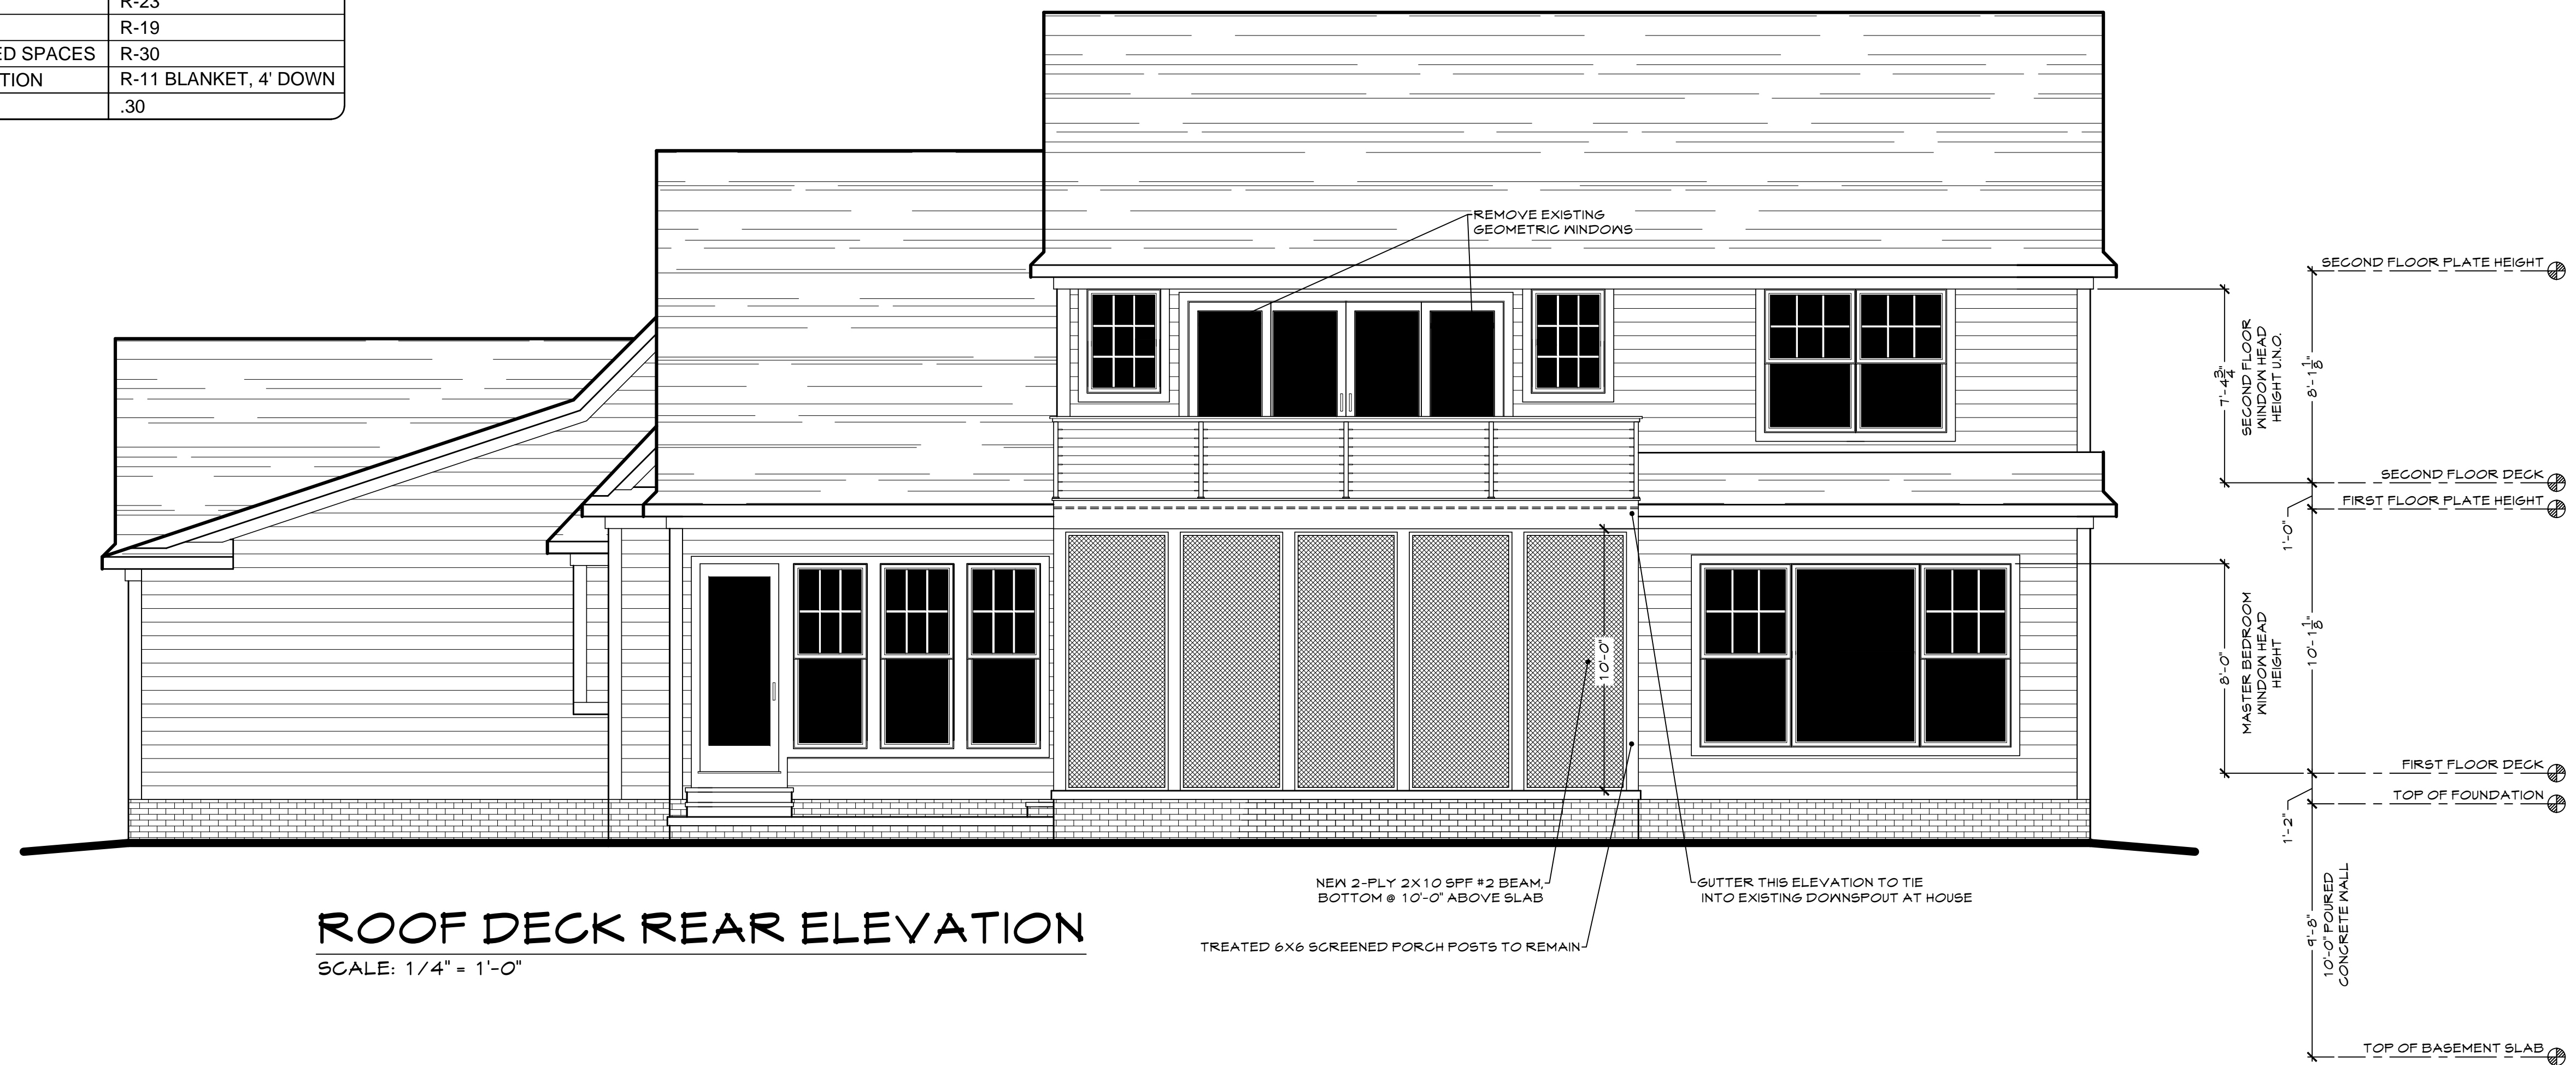 R-23
R-19
ED SPACES R-30
TION R-11 BLANKET, 4' DOWN
.30
REMOVE EXISTING
GEOMETRIC WINDOWS
SECOND FLOOR PLATE HEIGHT
7'-4 3/4"
SECOND FLOOR
WINDOW HEAD
HEIGHT U.N.O.
8'-1 1/8"
SECOND FLOOR DECK
FIRST FLOOR PLATE HEIGHT
1'-0"
10'-0"
8'-0"
MASTER BEDROOM
WINDOW HEAD
HEIGHT
10'-1 1/8"
FIRST FLOOR DECK
TOP OF FOUNDATION
1'-2"
NEW 2-PLY 2X10 SPF #2 BEAM,
BOTTOM @ 10'-0" ABOVE SLAB
GUTTER THIS ELEVATION TO TIE
INTO EXISTING DOWNSPOUT AT HOUSE
TREATED 6X6 SCREENED PORCH POSTS TO REMAIN
9'-8"
10'-0" POURED
CONCRETE WALL
TOP OF BASEMENT SLAB
ROOF DECK REAR ELEVATION
SCALE: 1/4" = 1'-0"